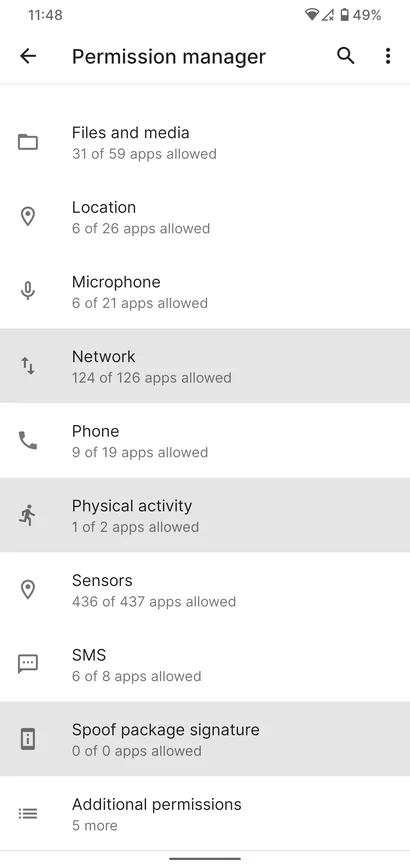 11:48
49%
Permission manager
Files and media
31 of 59 apps allowed
Location
6 of 26 apps allowed
Microphone
6 of 21 apps allowed
Network
124 of 126 apps allowed
Phone
9 of 19 apps allowed
Physical activity
1 of 2 apps allowed
Sensors
436 of 437 apps allowed
SMS
6 of 8 apps allowed
Spoof package signature
0 of 0 apps allowed
Additional permissions
5 more